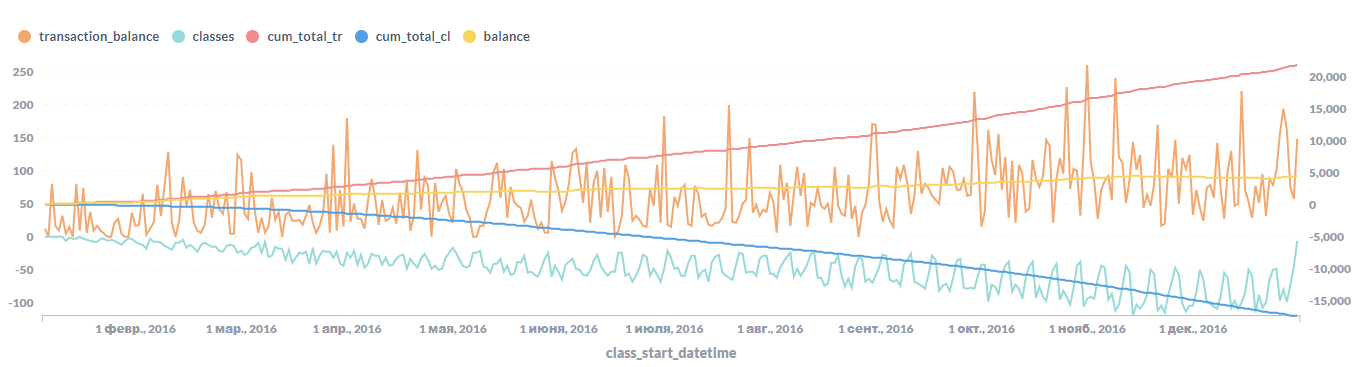 transaction_balance classes cum_total_tr cum_total_cl balance
250 20,000
200 15,000
150 10,000
100 5,000
50 0
0 -5,000
-50 -10,000
-100 -15,000
1 февр., 2016 1 мар., 2016 1 апр., 2016 1 мая, 2016 1 июня, 2016 1 июля, 2016 1 авг., 2016 1 сент., 2016 1 окт., 2016 1 нояб., 2016 1 дек., 2016
class_start_datetime